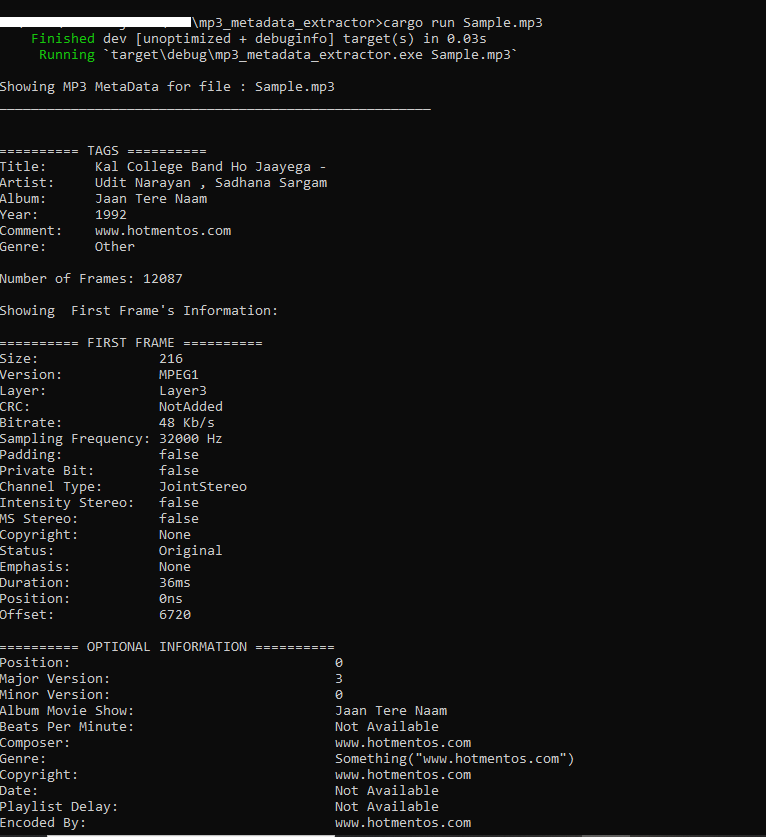 \mp3_metadata_extractor>cargo run Sample.mp3
Finished dev [unoptimized + debuginfo] target(s) in 0.03s
Running `target\debug\mp3_metadata_extractor.exe Sample.mp3`
Showing MP3 MetaData for file : Sample.mp3
______________________________________________________
========== TAGS ==========
Title: Kal College Band Ho Jaayega -
Artist: Udit Narayan , Sadhana Sargam
Album: Jaan Tere Naam
Year: 1992
Comment: www.hotmentos.com
Genre: Other
Number of Frames: 12087
Showing  First Frame's Information:
========== FIRST FRAME ==========
Size: 216
Version: MPEG1
Layer: Layer3
CRC: NotAdded
Bitrate: 48 Kb/s
Sampling Frequency: 32000 Hz
Padding: false
Private Bit: false
Channel Type: JointStereo
Intensity Stereo: false
MS Stereo: false
Copyright: None
Status: Original
Emphasis: None
Duration: 36ms
Position: 0ns
Offset: 6720
========== OPTIONAL INFORMATION ==========
Position: 0
Major Version: 3
Minor Version: 0
Album Movie Show: Jaan Tere Naam
Beats Per Minute: Not Available
Composer: www.hotmentos.com
Genre: Something("www.hotmentos.com")
Copyright: www.hotmentos.com
Date: Not Available
Playlist Delay: Not Available
Encoded By: www.hotmentos.com